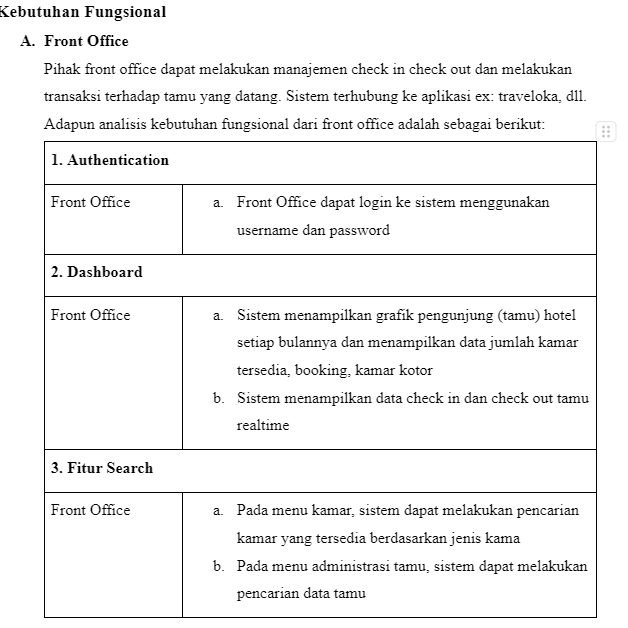 Kebutuhan Fungsional
A. Front Office
Pihak front office dapat melakukan manajemen check in check out dan melakukan
transaksi terhadap tamu yang datang. Sistem terhubung ke aplikasi ex: traveloka, dll.
Adapun analisis kebutuhan fungsional dari front office adalah sebagai berikut:
1. Authentication
Front Office
a. Front Office dapat login ke sistem menggunakan
username dan password
2. Dashboard
Front Office
a. Sistem menampilkan grafik pengunjung (tamu) hotel
setiap bulannya dan menampilkan data jumlah kamar
tersedia, booking, kamar kotor
b. Sistem menampilkan data check in dan check out tamu
realtime
3. Fitur Search
Front Office
a. Pada menu kamar, sistem dapat melakukan pencarian
kamar yang tersedia berdasarkan jenis kama
b. Pada menu administrasi tamu, sistem dapat melakukan
pencarian data tamu